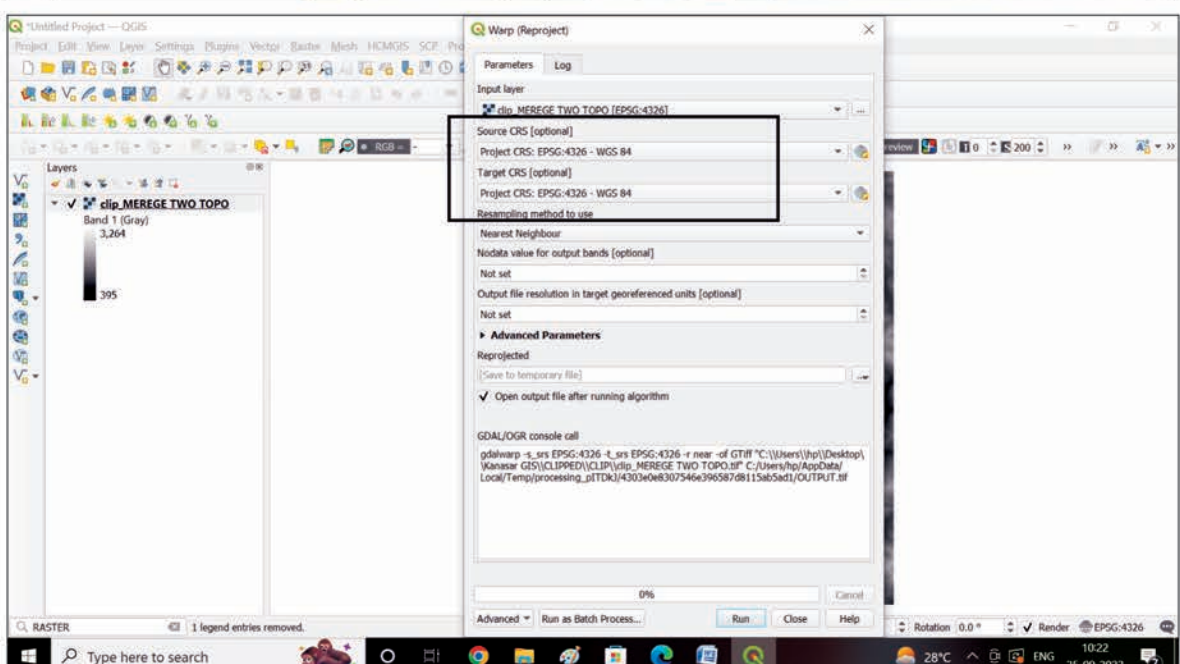 *Untitled Project — QGIS
Project Edit View Layer Settings Plugins Vector Raster Mesh HCMGIS SCP Pro
RGB = -
0
200
Layers
clip_MEREGE TWO TOPO
Band 1 (Gray)
3,264
395
Warp (Reproject)
Parameters Log
Input layer
clip_MEREGE TWO TOPO [EPSG:4326]
Source CRS [optional]
Project CRS: EPSG:4326 - WGS 84
Target CRS [optional]
Project CRS: EPSG:4326 - WGS 84
Resampling method to use
Nearest Neighbour
Nodata value for output bands [optional]
Not set
Output file resolution in target georeferenced units [optional]
Not set
Advanced Parameters
Reprojected
[Save to temporary file]
Open output file after running algorithm
GDAL/OGR console call
gdalwarp -s_srs EPSG:4326 -t_srs EPSG:4326 -r near -of GTiff "C:\\Users\\hp\\Desktop\
\Kanasar GIS\\CLIPPED\\CLIP\\clip_MEREGE TWO TOPO.tif" C:/Users/hp/AppData/
0%
Cancel
Advanced Run as Batch Process... Run Close Help
RASTER 1 legend entries removed. Rotation 0.0 ° Render EPSG:4326
Type here to search 28°C ENG 10:22